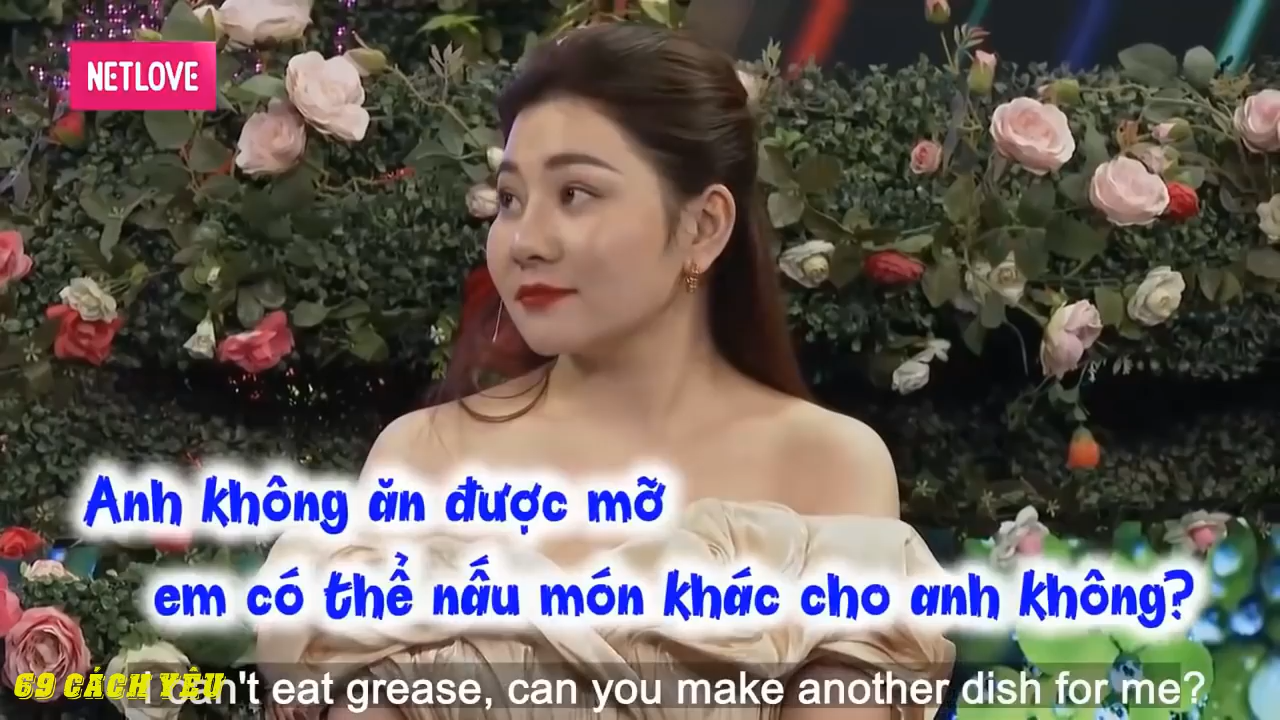 NETLOVE
Anh không ăn được mỡ
em có thể nấu món khác cho anh không?
69 CÁCH YÊU
I can't eat grease, can you make another dish for me?